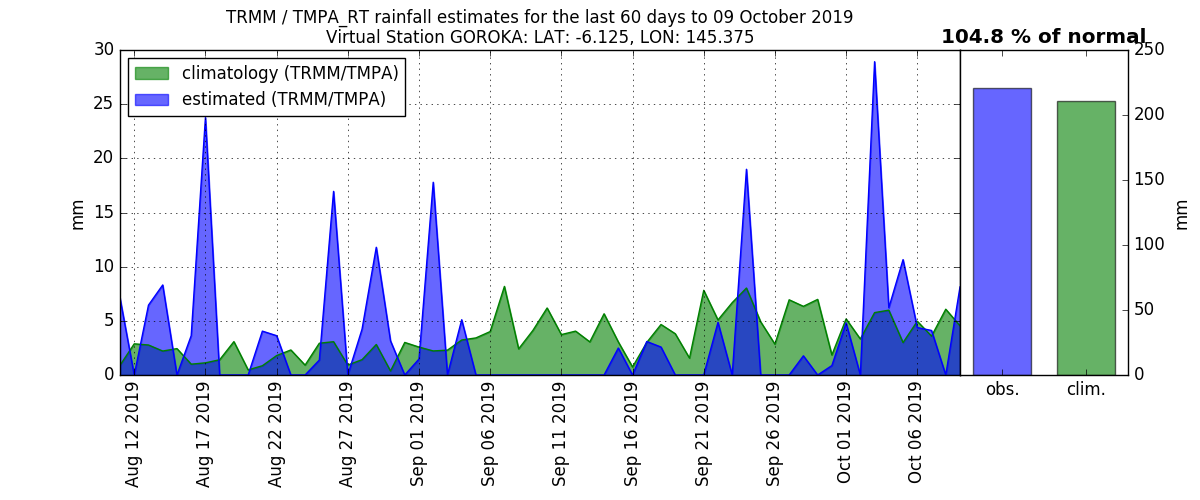 TRMM / TMPA_RT rainfall estimates for the last 60 days to 09 October 2019
Virtual Station GOROKA: LAT: -6.125, LON: 145.375
104.8 % of normal
climatology (TRMM/TMPA)
estimated (TRMM/TMPA)
mm
30
25
20
15
10
5
0
Aug 12 2019
Aug 17 2019
Aug 22 2019
Aug 27 2019
Sep 01 2019
Sep 06 2019
Sep 11 2019
Sep 16 2019
Sep 21 2019
Sep 26 2019
Oct 01 2019
Oct 06 2019
obs.
clim.
250
200
150
100
50
0
mm